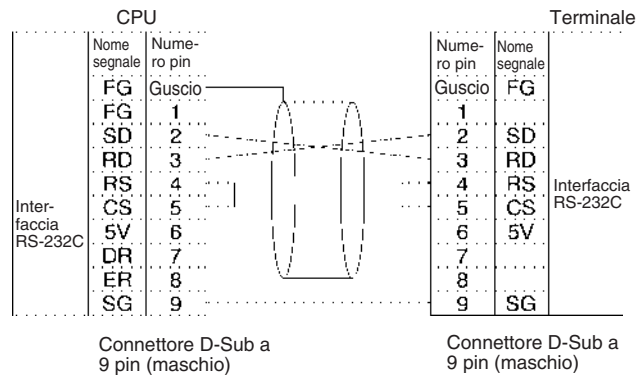 CPU
Terminale
Nome segnale
Nume-ro pin
Nume-ro pin
Nome segnale
FG Guscio
Guscio FG
FG 1
1
SD 2
2 SD
RD 3
3 RD
RS 4
4 RS
CS 5
5 CS
5V 6
6 5V
DR 7
7
ER 8
8
SG 9
9 SG
Inter-
faccia
RS-232C
Interfaccia
RS-232C
Connettore D-Sub a
9 pin (maschio)
Connettore D-Sub a
9 pin (maschio)